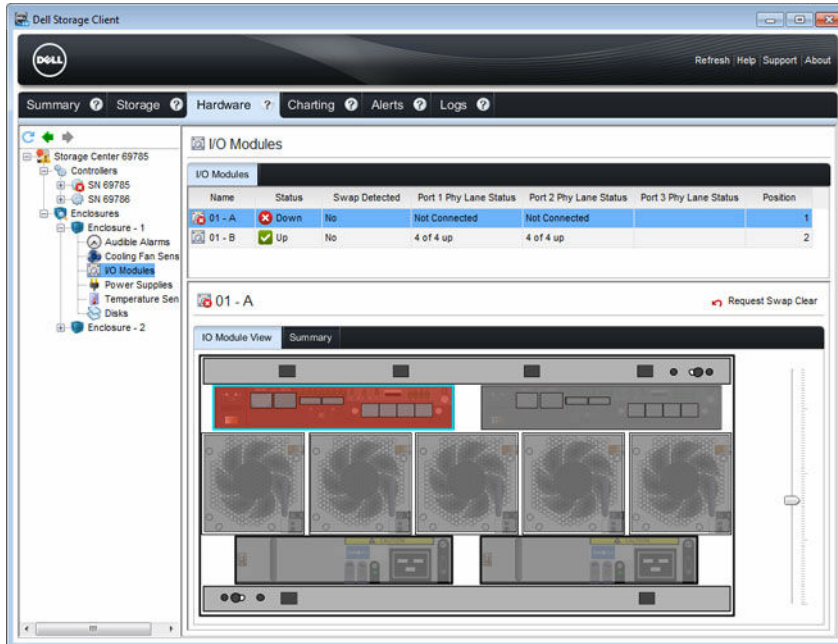 Dell Storage Client
DELL
Refresh Help Support About
Summary ? Storage ? Hardware ? Charting ? Alerts ? Logs ?
Storage Center 69785
Controllers
SN 69785
SN 69786
Enclosures
Enclosure - 1
Audible Alarms
Cooling Fan Sens
I/O Modules
Power Supplies
Temperature Sen
Disks
Enclosure - 2
I/O Modules
I/O Modules
Name Status Swap Detected Port 1 Phy Lane Status Port 2 Phy Lane Status Port 3 Phy Lane Status Position
01 - A Down No Not Connected Not Connected 1
01 - B Up No 4 of 4 up 4 of 4 up 2
01 - A
Request Swap Clear
IO Module View Summary